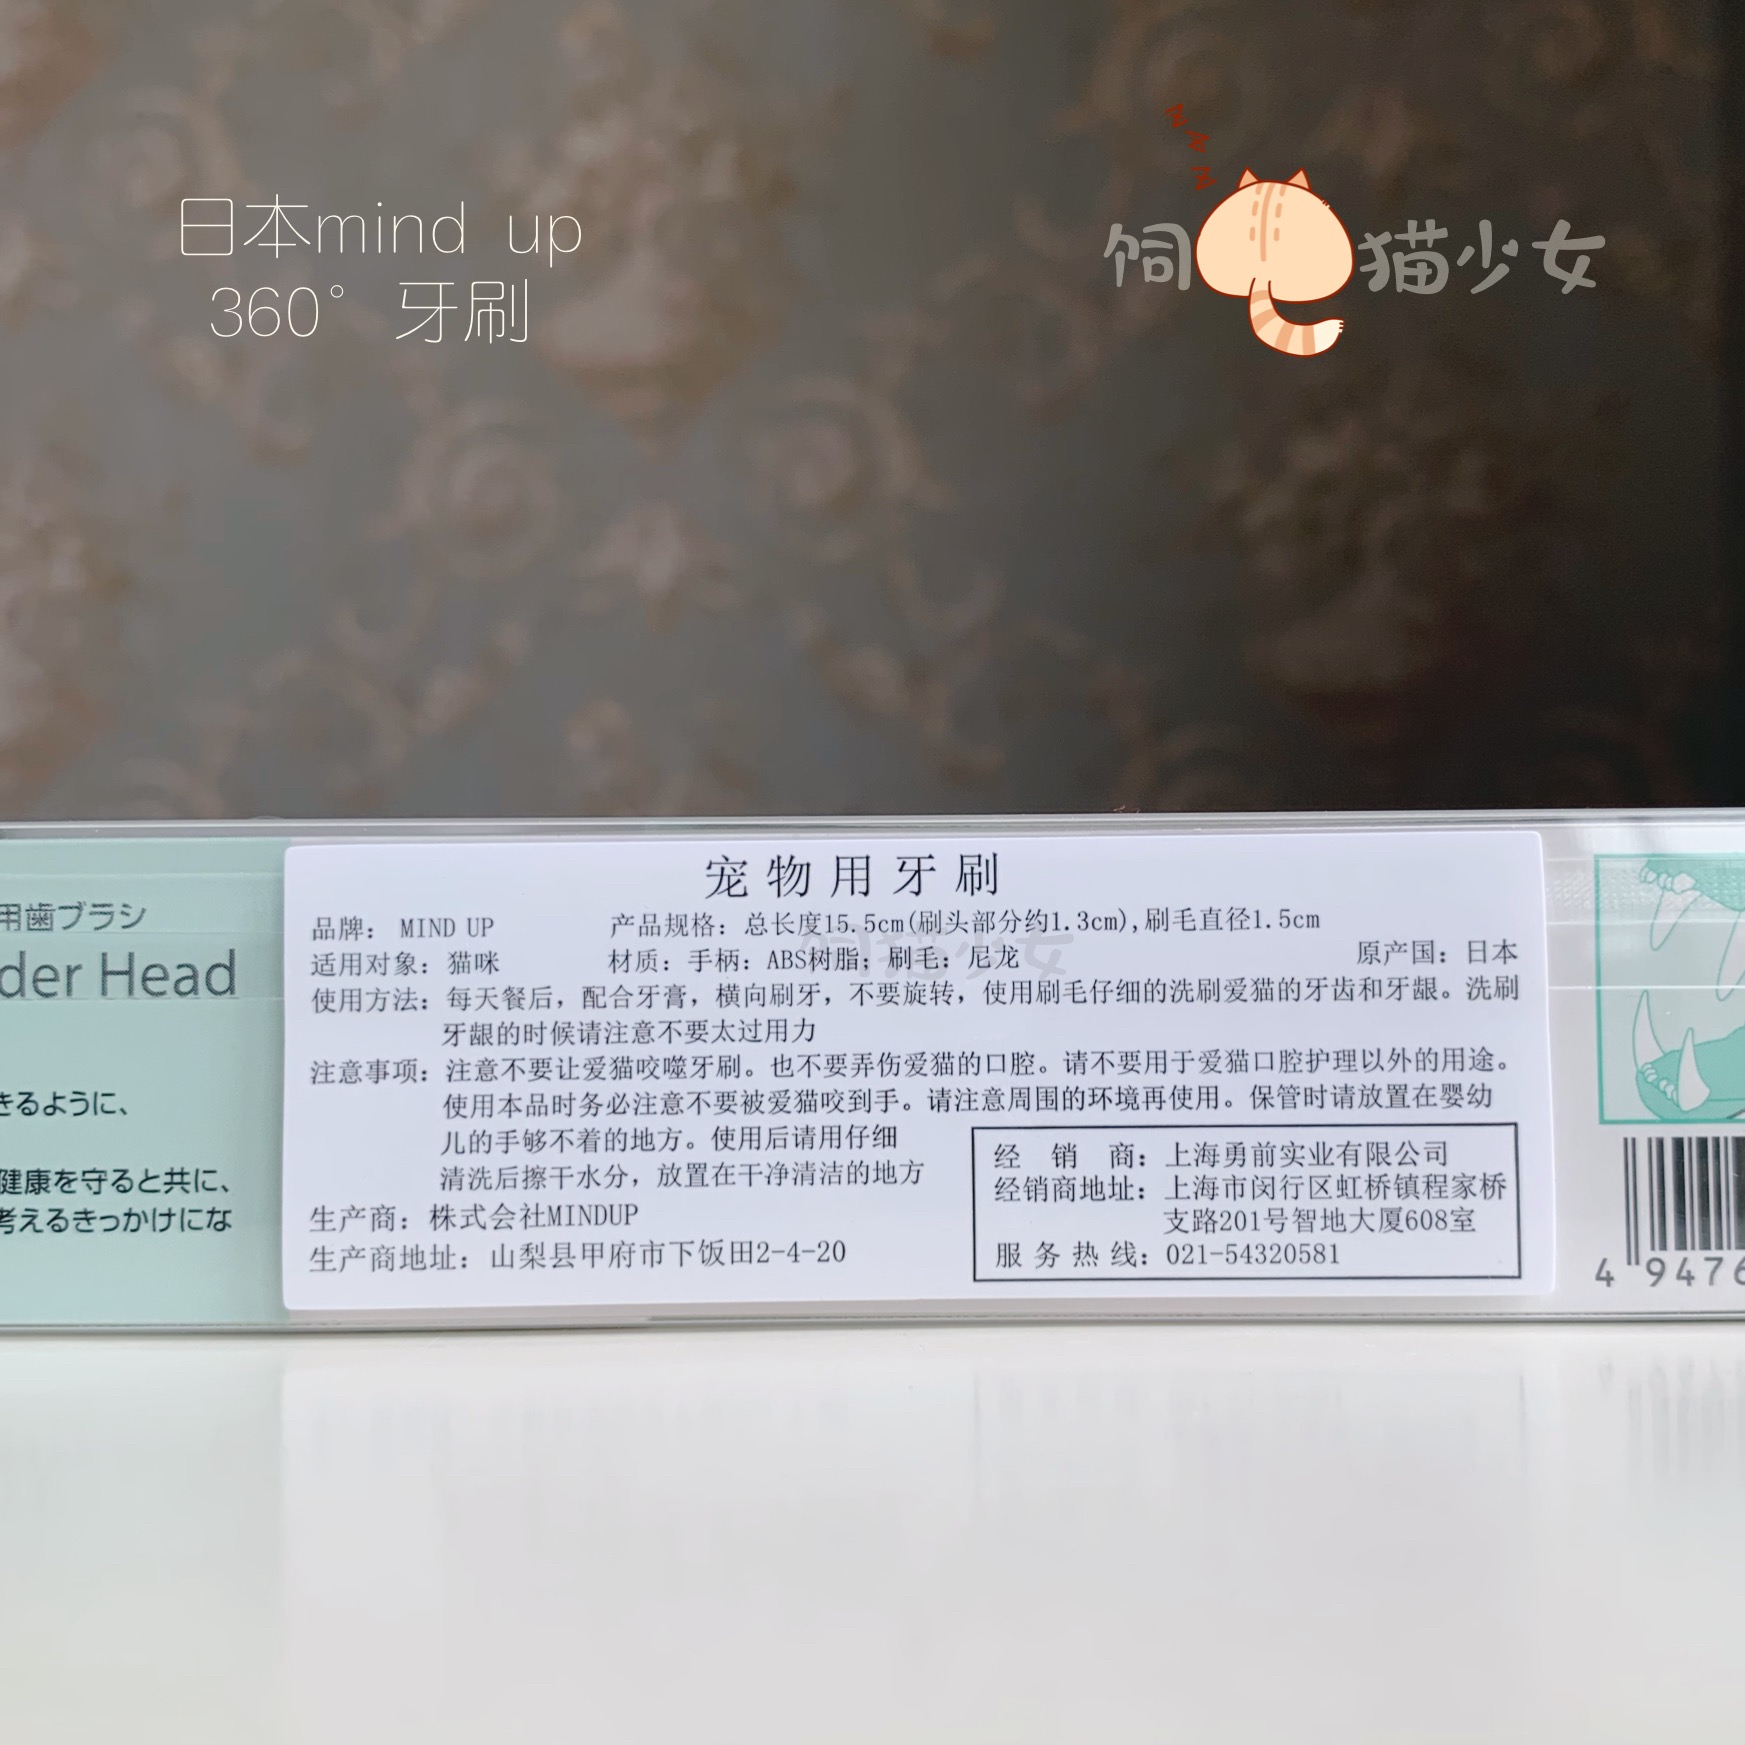 日本mind up
360° 牙刷
zzz
饲猫少女
用歯ブラシ
der Head
きるように、
健康を守ると共に、
考えるきっかけにな
宠物用牙刷
品牌： MIND UP 产品规格：总长度15.5cm(刷头部分约1.3cm),刷毛直径1.5cm
适用对象：猫咪 材质：手柄：ABS树脂；刷毛：尼龙 原产国：日本
使用方法：每天餐后，配合牙膏，横向刷牙，不要旋转，使用刷毛仔细的洗刷爱猫的牙齿和牙龈。洗刷
牙龈的时候请注意不要太过用力
注意事项：注意不要让爱猫咬噬牙刷。也不要弄伤爱猫的口腔。请不要用于爱猫口腔护理以外的用途。
使用本品时务必注意不要被爱猫咬到手。请注意周围的环境再使用。保管时请放置在婴幼
儿的手够不着的地方。使用后请用仔细
清洗后擦干水分，放置在干净清洁的地方
生产商：株式会社MINDUP
生产商地址：山梨县甲府市下饭田2-4-20
经 销 商：上海勇前实业有限公司
经销商地址：上海市闵行区虹桥镇程家桥
支路201号智地大厦608室
服 务 热 线：021-54320581
饲猫少女
4 9476